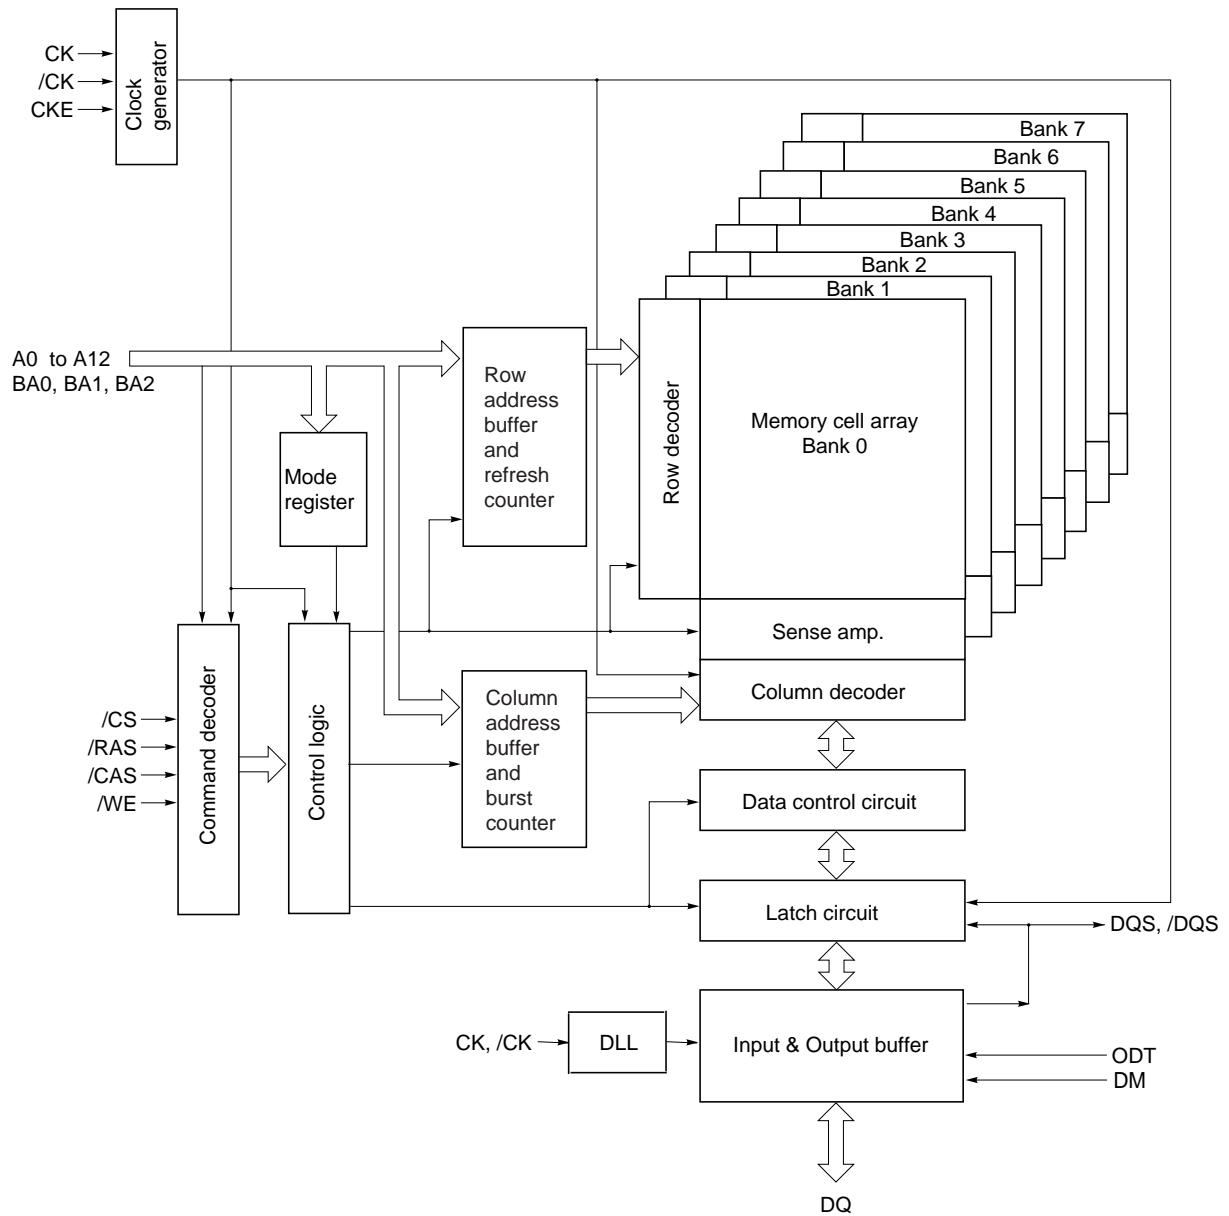 CK
/CK
CKE
Clock
generator
Bank 7
Bank 6
Bank 5
Bank 4
Bank 3
Bank 2
Bank 1
A0 to A12
BA0, BA1, BA2
Row
address
buffer
and
refresh
counter
Row decoder
Memory cell array
Bank 0
Mode
register
Sense amp.
Column decoder
/CS
/RAS
/CAS
/WE
Command decoder
Control logic
Column
address
buffer
and
burst
counter
Data control circuit
Latch circuit
DQS, /DQS
CK, /CK
DLL
Input & Output buffer
ODT
DM
DQ